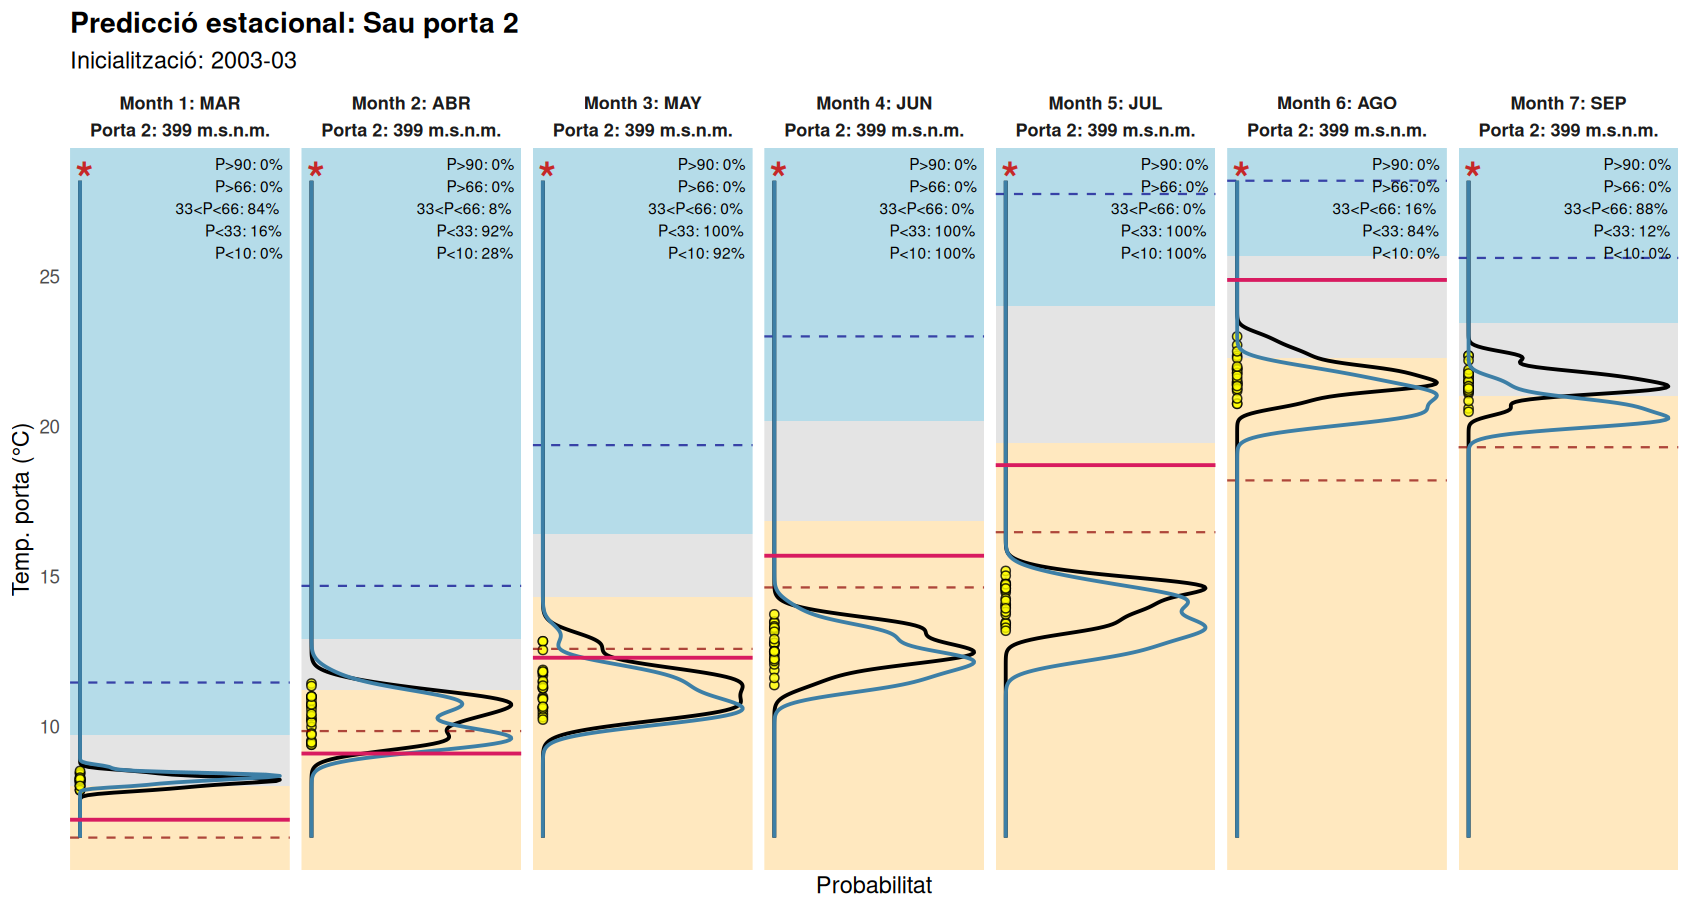 Predicció estacional: Sau porta 2
Inicialització: 2003-03
Month 1: MAR
Porta 2: 399 m.s.n.m.
Month 2: ABR
Porta 2: 399 m.s.n.m.
Month 3: MAY
Porta 2: 399 m.s.n.m.
Month 4: JUN
Porta 2: 399 m.s.n.m.
Month 5: JUL
Porta 2: 399 m.s.n.m.
Month 6: AGO
Porta 2: 399 m.s.n.m.
Month 7: SEP
Porta 2: 399 m.s.n.m.
*
P>90: 0%
P>66: 0%
33<P<66: 84%
P<33: 16%
P<10: 0%
*
P>90: 0%
P>66: 0%
33<P<66: 8%
P<33: 92%
P<10: 28%
*
P>90: 0%
P>66: 0%
33<P<66: 0%
P<33: 100%
P<10: 92%
*
P>90: 0%
P>66: 0%
33<P<66: 0%
P<33: 100%
P<10: 100%
*
P>90: 0%
P>66: 0%
33<P<66: 0%
P<33: 100%
P<10: 100%
*
P>90: 0%
P>66: 0%
33<P<66: 16%
P<33: 84%
P<10: 0%
*
P>90: 0%
P>66: 0%
33<P<66: 88%
P<33: 12%
P<10: 0%
25
20
15
10
Temp. porta (°C)
Probabilitat